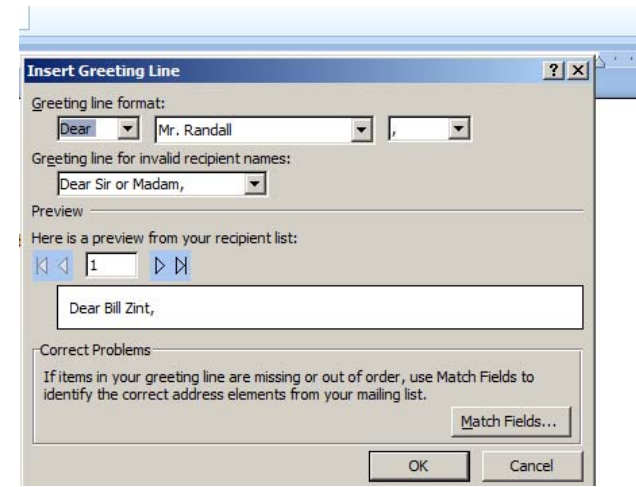 Insert Greeting Line
Greeting line format:
Dear Mr. Randall ,
Greeting line for invalid recipient names:
Dear Sir or Madam,
Preview
Here is a preview from your recipient list:
1
Dear Bill Zint,
Correct Problems
If items in your greeting line are missing or out of order, use Match Fields to
identify the correct address elements from your mailing list.
Match Fields...
OK Cancel